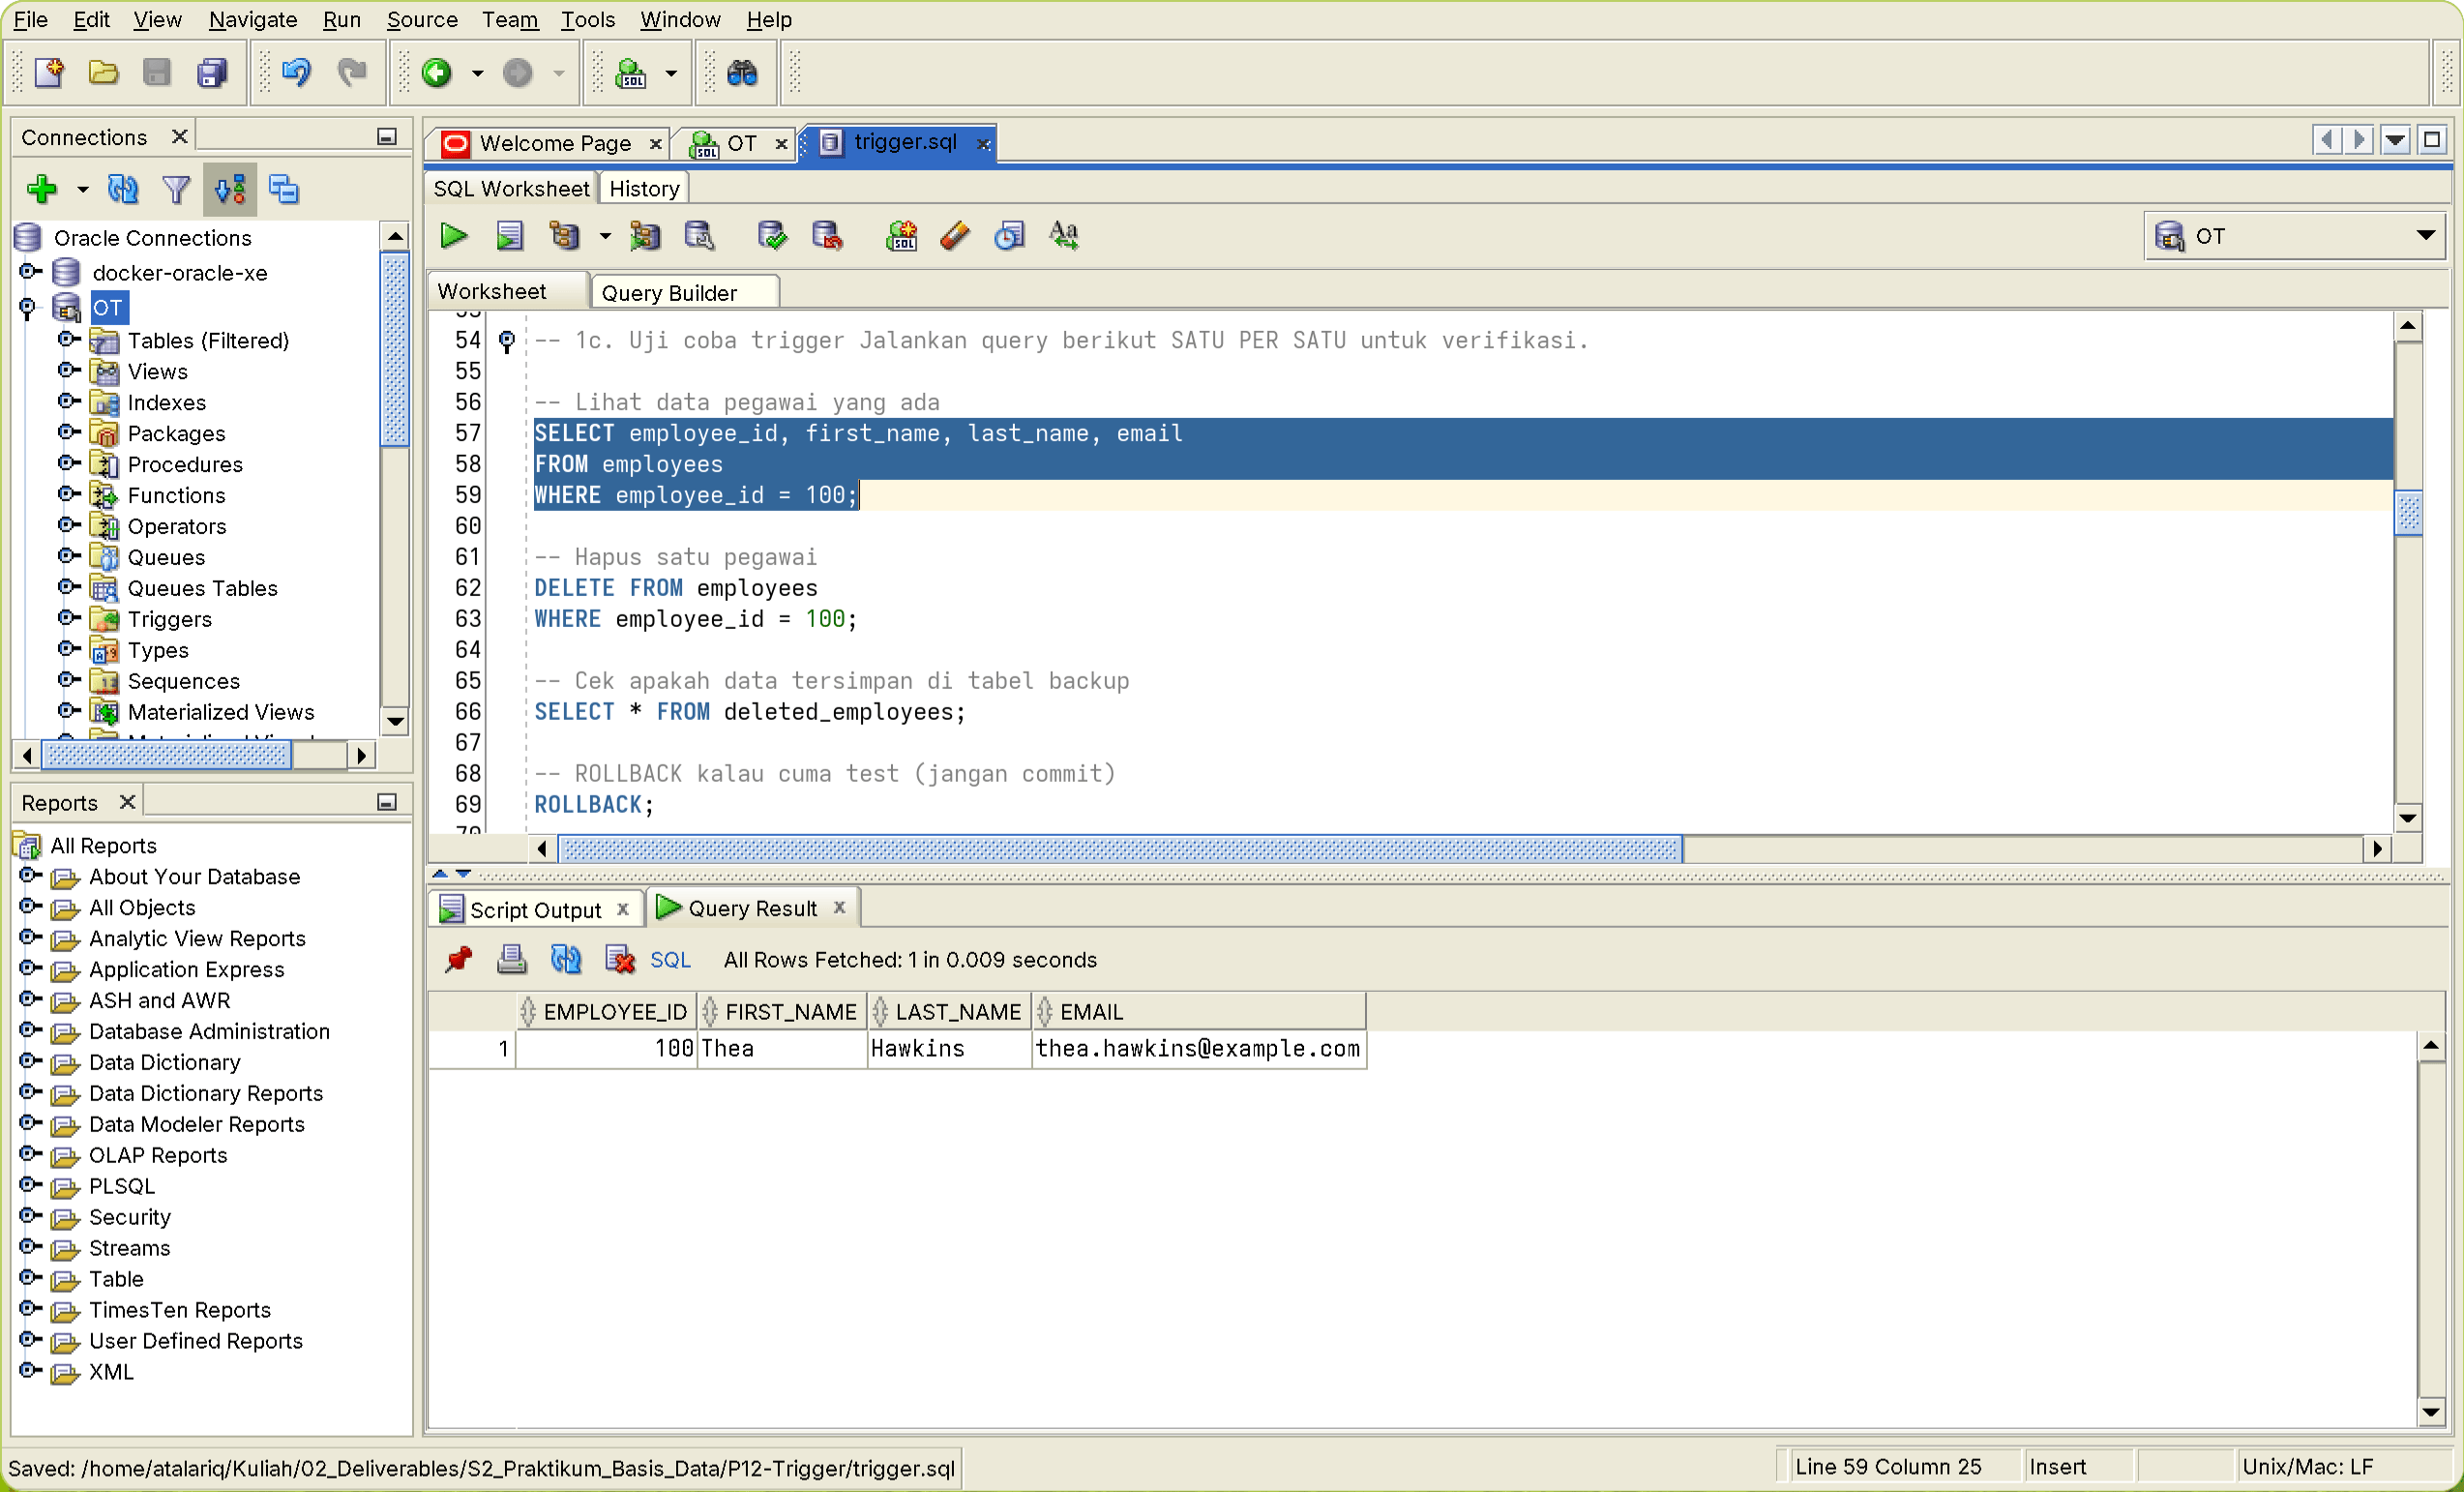 File Edit View Navigate Run Source Team Tools Window Help
Connections
Oracle Connections
docker-oracle-xe
OT
Tables (Filtered)
Views
Indexes
Packages
Procedures
Functions
Operators
Queues
Queues Tables
Triggers
Types
Sequences
Materialized Views
Reports
All Reports
About Your Database
All Objects
Analytic View Reports
Application Express
ASH and AWR
Database Administration
Data Dictionary
Data Dictionary Reports
Data Modeler Reports
OLAP Reports
PLSQL
Security
Streams
Table
TimesTen Reports
User Defined Reports
XML
Welcome Page OT trigger.sql
SQL Worksheet History
OT
Worksheet Query Builder
54 -- 1c. Uji coba trigger Jalankan query berikut SATU PER SATU untuk verifikasi.
55
56 -- Lihat data pegawai yang ada
57 SELECT employee_id, first_name, last_name, email
58 FROM employees
59 WHERE employee_id = 100;
60
61 -- Hapus satu pegawai
62 DELETE FROM employees
63 WHERE employee_id = 100;
64
65 -- Cek apakah data tersimpan di tabel backup
66 SELECT * FROM deleted_employees;
67
68 -- ROLLBACK kalau cuma test (jangan commit)
69 ROLLBACK;
Script Output Query Result
SQL All Rows Fetched: 1 in 0.009 seconds
EMPLOYEE_ID FIRST_NAME LAST_NAME EMAIL
1 100 Thea Hawkins thea.hawkins@example.com
Saved: /home/atalariq/Kuliah/02_Deliverables/S2_Praktikum_Basis_Data/P12-Trigger/trigger.sql
Line 59 Column 25 Insert Unix/Mac: LF